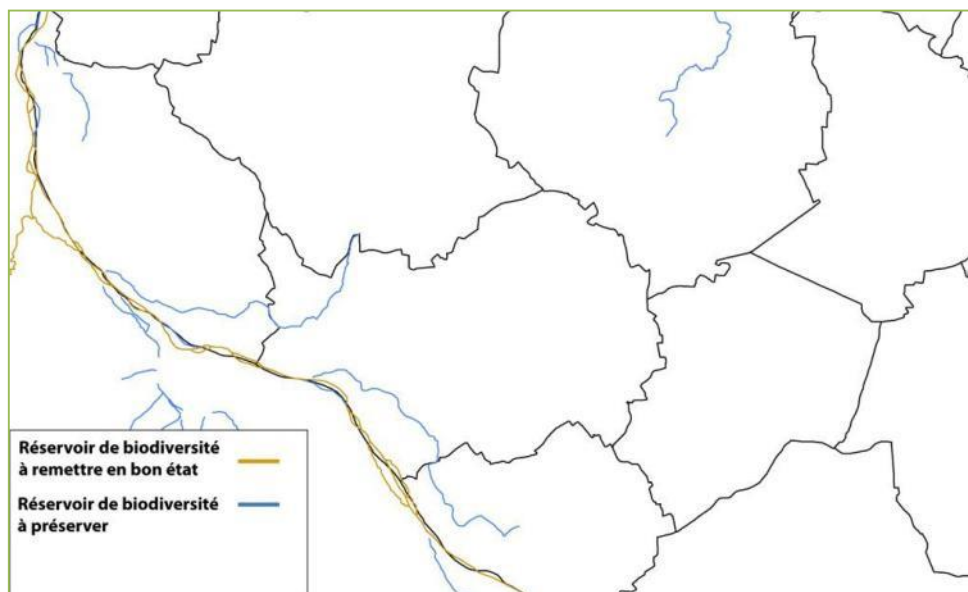 Réservoir de biodiversité
à remettre en bon état
Réservoir de biodiversité
à préserver